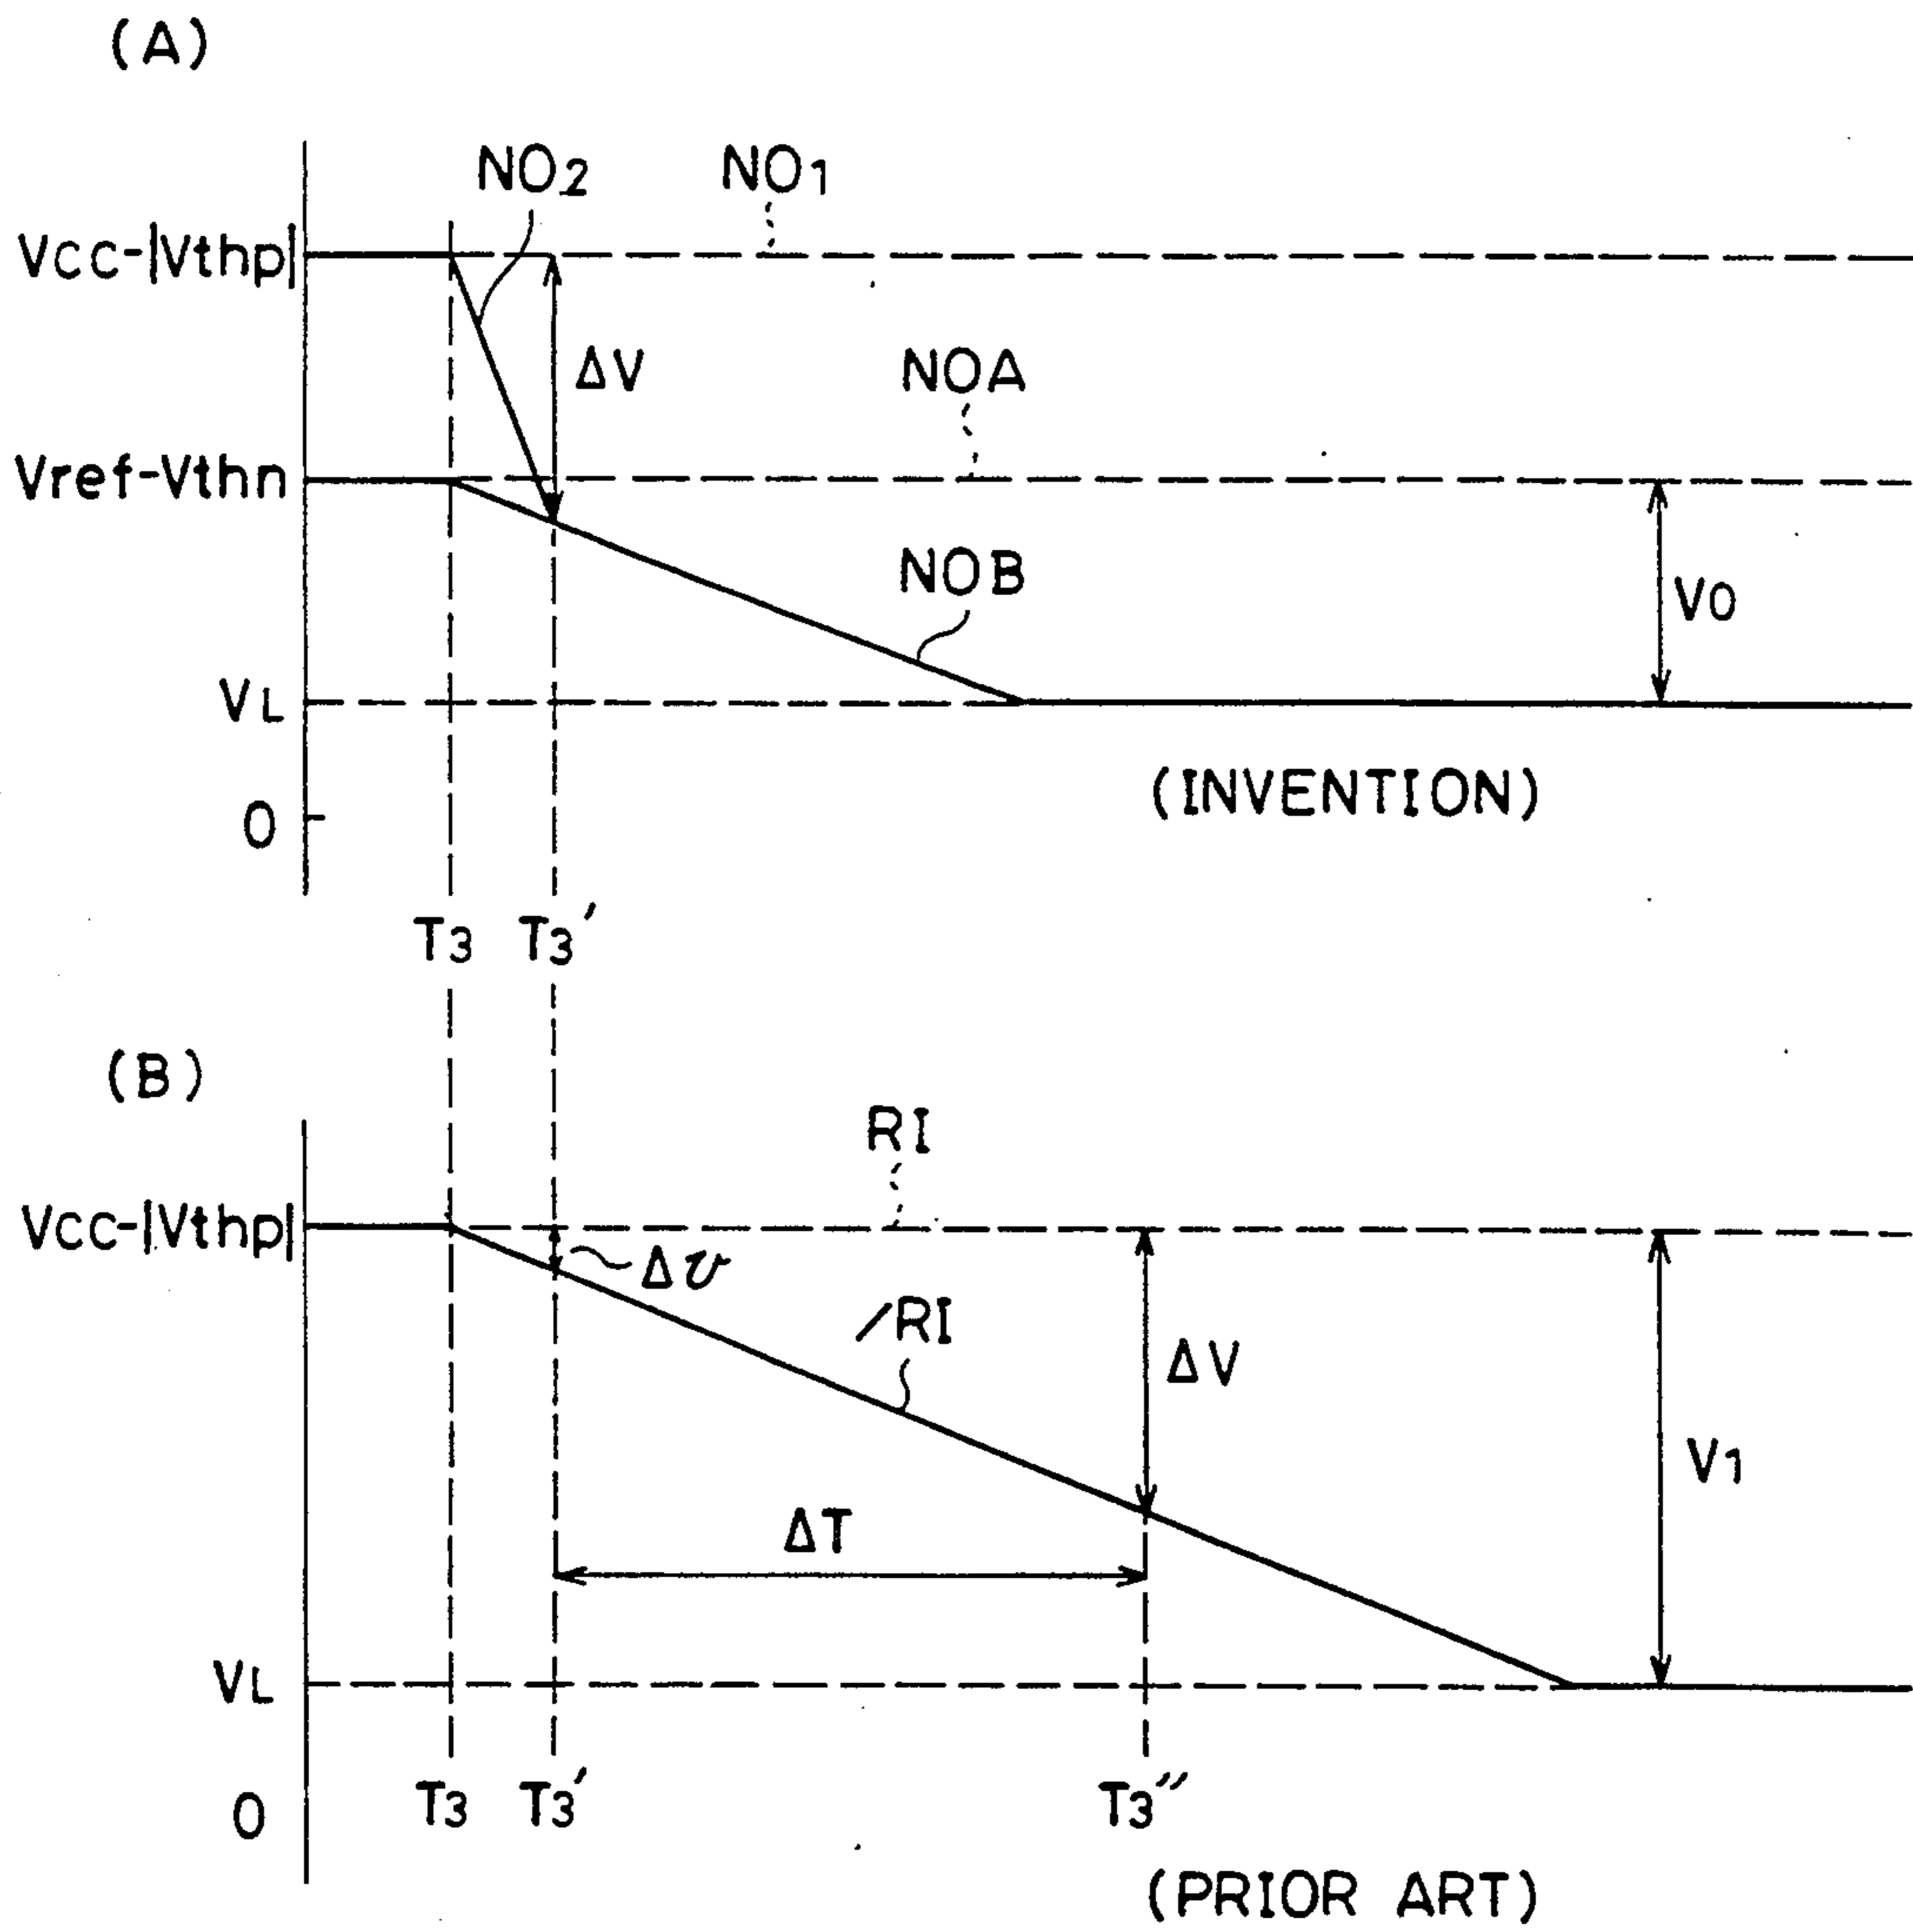 (A)
NO2
NO1
Vcc-|Vthp|
ΔV
NOA
Vref-Vthn
NOB
V0
VL
(INVENTION)
0
T3
T3′
(B)
RI
Vcc-|Vthp|
Δv
/RI
ΔV
V1
ΔT
VL
T3
T3′
T3″
0
(PRIOR ART)